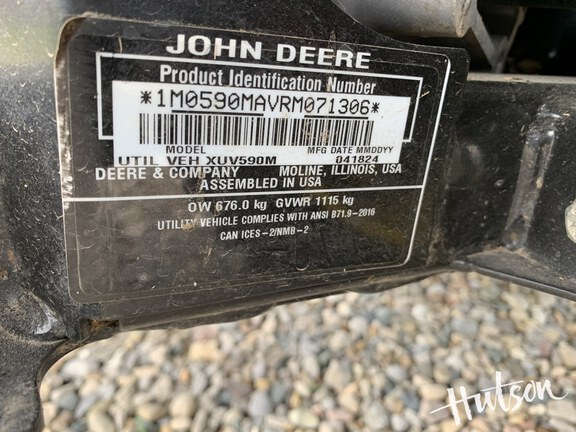 JOHN DEERE
Product Identification Number
*1M0590MAVRM071306*
MODEL MFG DATE MMDDYY
UTIL VEH XUV590M 041824
DEERE & COMPANY MOLINE, ILLINOIS, USA
ASSEMBLED IN USA
OW 676.0 kg GVWR 1115 kg
UTILITY VEHICLE COMPLIES WITH ANSI B71.9-2016
CAN ICES-2/NMB-2
Hutson